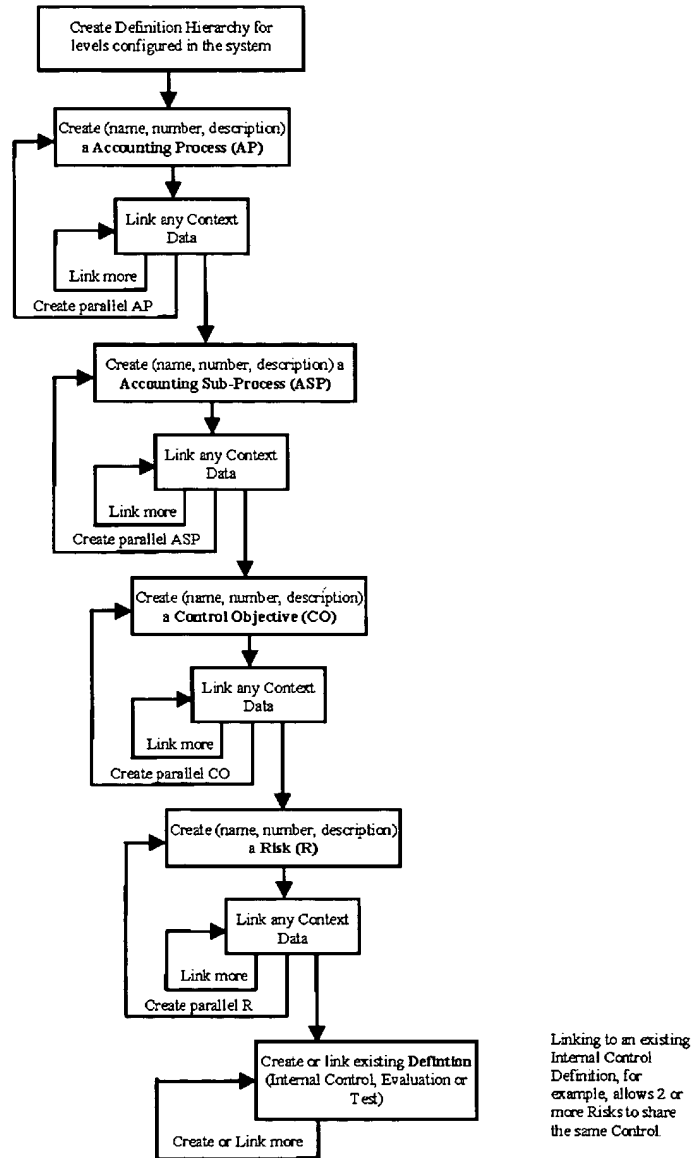 Create Definition Hierarchy for
levels configured in the system
Create (name, number, description)
a Accounting Process (AP)
Link any Context
Data
Link more
Create parallel AP
Create (name, number, description) a
Accounting Sub-Process (ASP)
Link any Context
Data
Link more
Create parallel ASP
Create (name, number, description)
a Control Objective (CO)
Link any Context
Data
Link more
Create parallel CO
Create (name, number, description)
a Risk (R)
Link any Context
Data
Link more
Create parallel R
Create or link existing Defintion
(Internal Control, Evaluation or
Test)
Create or Link more
Linking to an existing
Internal Control
Definition, for
example, allows 2 or
more Risks to share
the same Control.